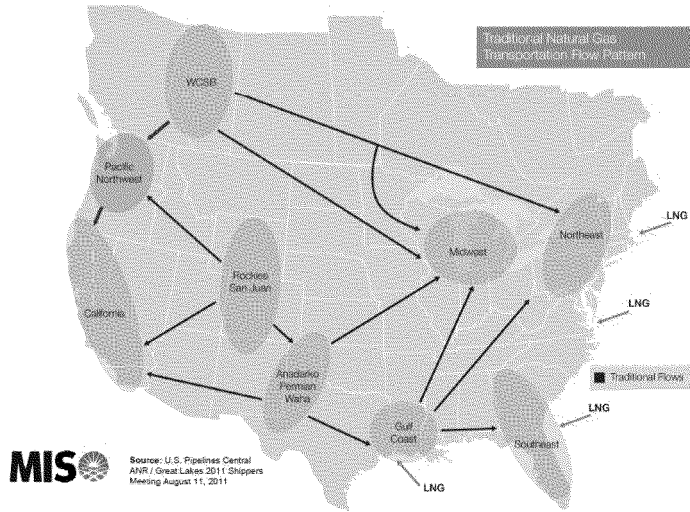 Traditional Natural Gas
Transportation Flow Pattern
WCSB
Pacific
Northwest
LNG
Northeast
Midwest
Rockies
San Juan
California
LNG
Anadarko
Permian
Waha
Traditional Flows
LNG
Gulf
Coast
Southeast
LNG
MISO
Source: U.S. Pipelines Central
ANR / Great Lakes 2011 Shippers
Meeting August 11, 2011